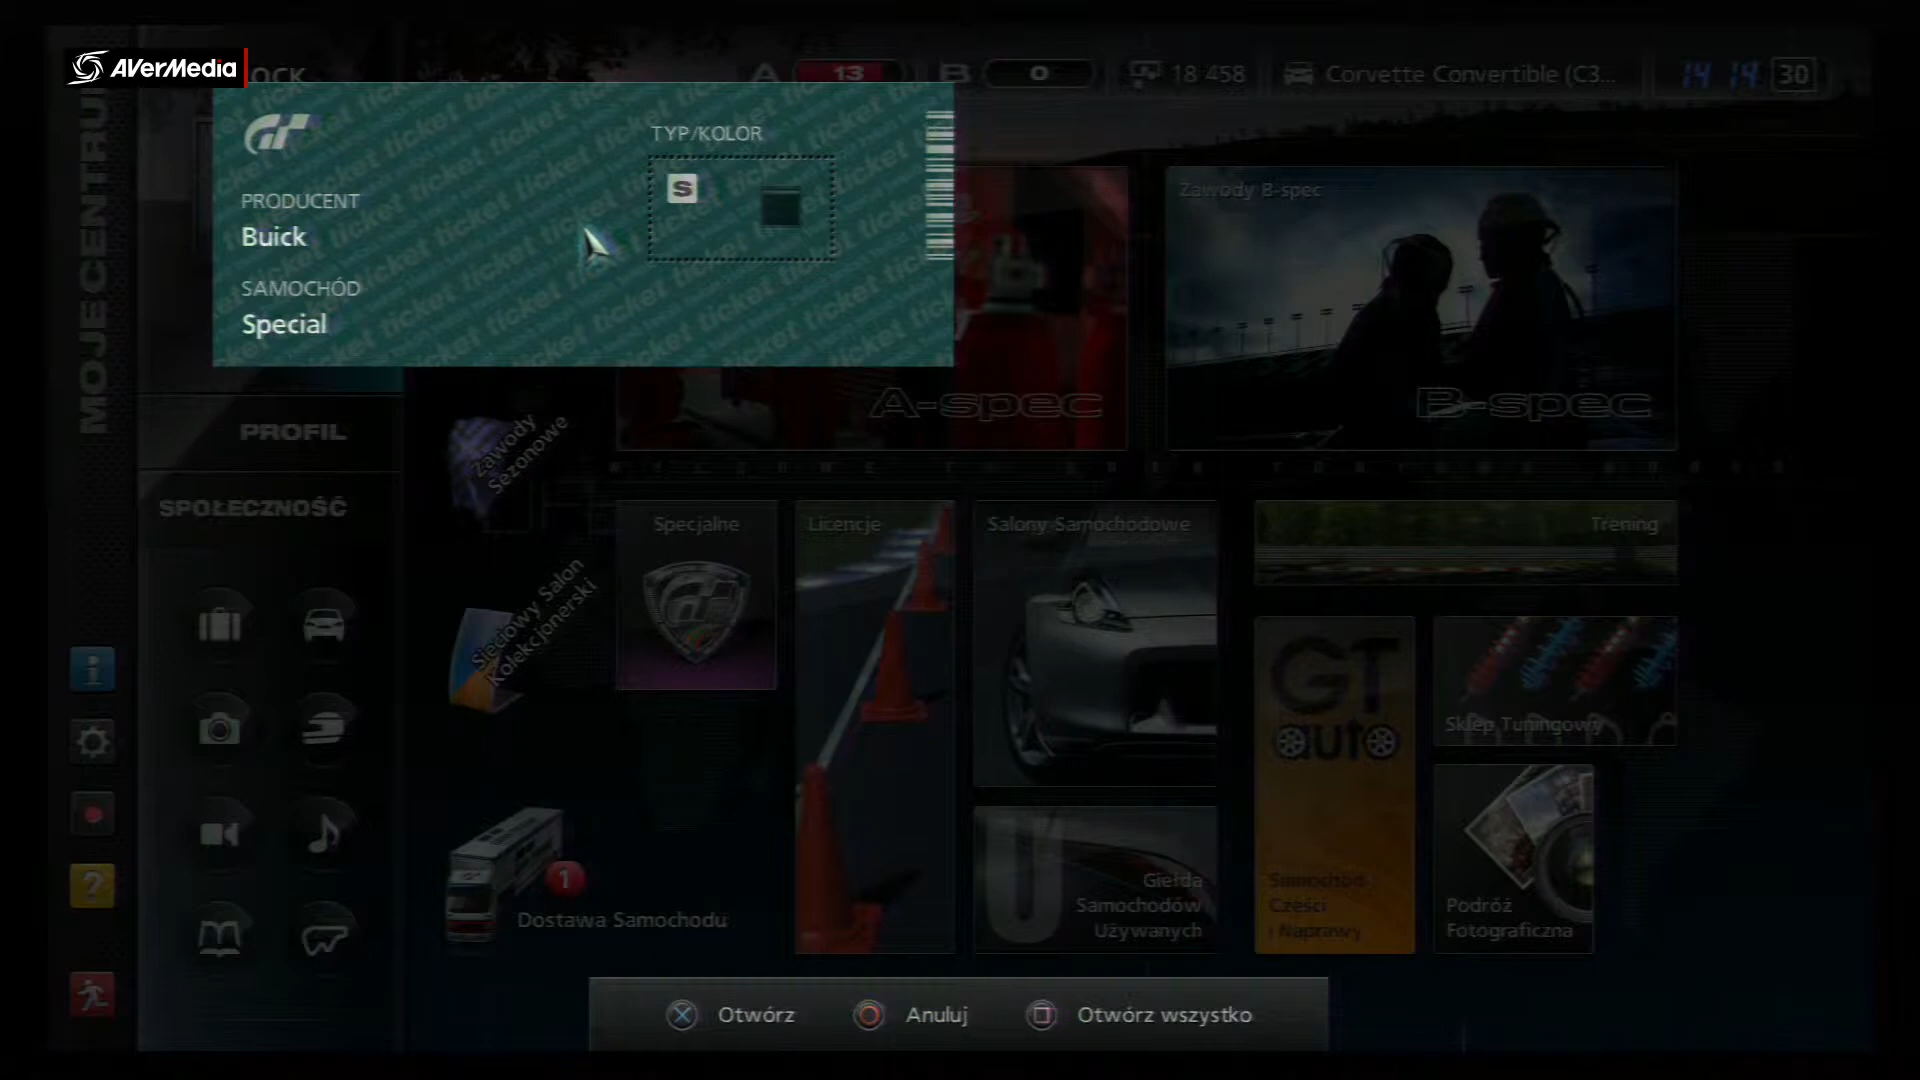 AVerMedia
OCK
A 13 B 0 18 458 Corvette Convertible (C3... 14 14 30
MOJE CENTRUM
TYP/KOLOR
S
PRODUCENT
Buick
SAMOCHÓD
Special
Zawody B-spec
A-spec
B-spec
PROFIL
SPOŁECZNOŚĆ
Zawody
Sezonowe
Sieciowy Salon
Kolekcjonerski
Specjalne
Licencje
Salony Samochodowe
Trening
GT
auto
Sklep Tuningowy
Samochód:
Części
i Naprawy
Giełda
Samochodów
Używanych
Podróż
Fotograficzna
1
Dostawa Samochodu
Otwórz
Anuluj
Otwórz wszystko